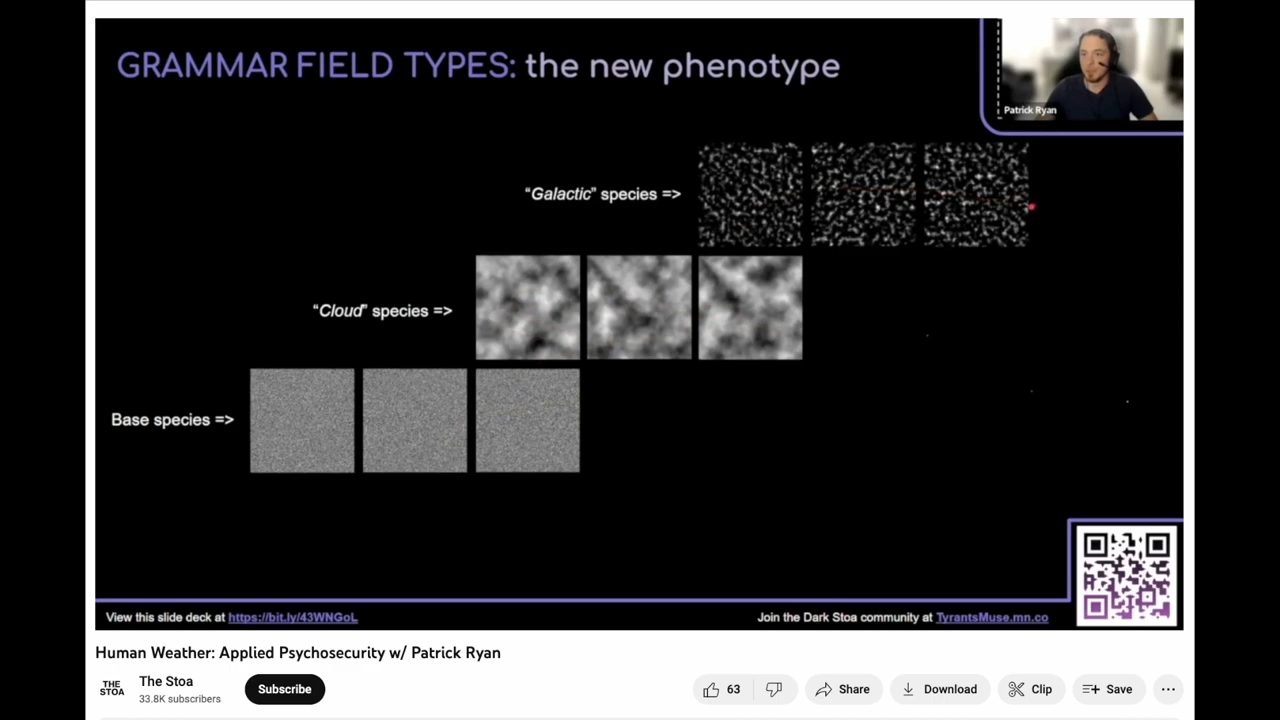 GRAMMAR FIELD TYPES: the new phenotype
Patrick Ryan
“Galactic” species =>
“Cloud” species =>
Base species =>
View this slide deck at https://bit.ly/43WNGoL
Join the Dark Stoa community at TyrantsMuse.mn.co
Human Weather: Applied Psychosecurity w/ Patrick Ryan
THE
STOA
The Stoa
33.8K subscribers
Subscribe
63
Share
Download
Clip
Save